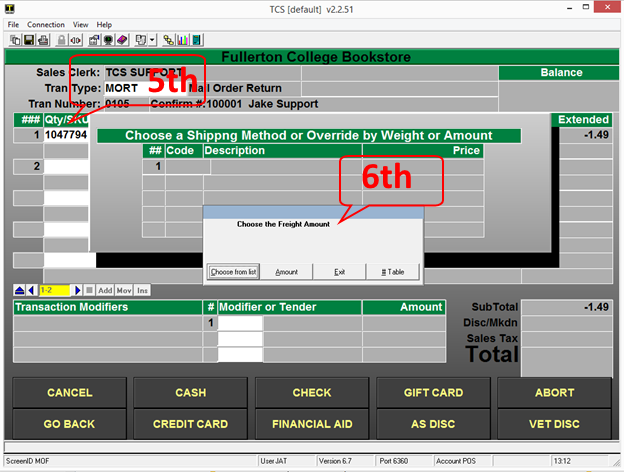 TCS [default] v2.2.51
File Connection View Help
Fullerton College Bookstore
Sales Clerk: TCS SUPPORT
Balance
Tran Type: MORT Mail Order Return
5th
Tran Number: 0105 Confirm #:100001 Jake Support
### Qty/SKU Extended
1 1047794 -1.49
Choose a Shippng Method or Override by Weight or Amount
## Code Description Price
1
2
6th
Choose the Freight Amount
Choose from list Amount Exit # Table
1-2 Add Mov Ins
Transaction Modifiers # Modifier or Tender Amount
1
SubTotal -1.49
Disc/Mkdn
Sales Tax
Total
CANCEL CASH CHECK GIFT CARD ABORT
GO BACK CREDIT CARD FINANCIAL AID AS DISC VET DISC
ScreenID MOF User JAT Version 6.7 Port 6360 Account POS 13:12